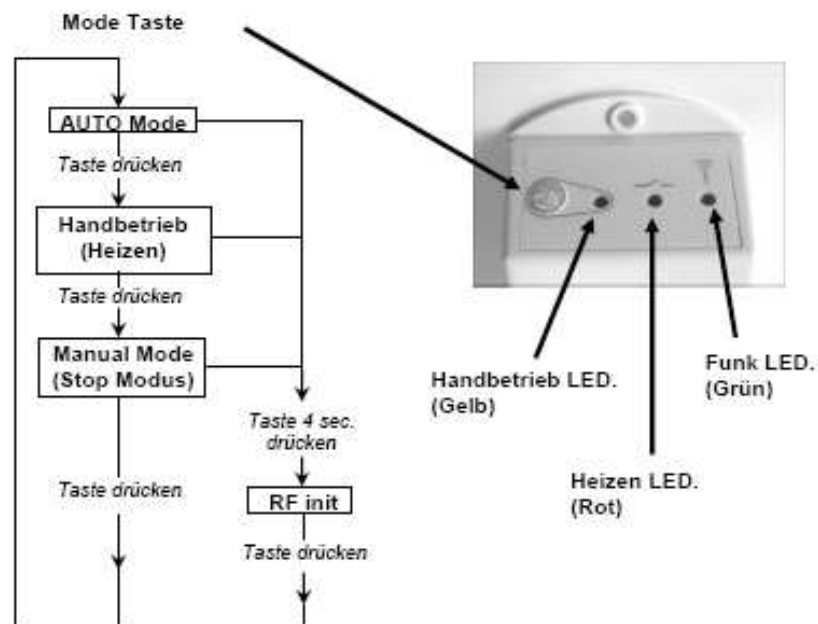 Mode Taste
AUTO Mode
Taste drücken
Handbetrieb
(Heizen)
Taste drücken
Manual Mode
(Stop Modus)
Taste 4 sec.
drücken
Taste drücken
RF init
Taste drücken
Handbetrieb LED.
(Gelb)
Heizen LED.
(Rot)
Funk LED.
(Grün)